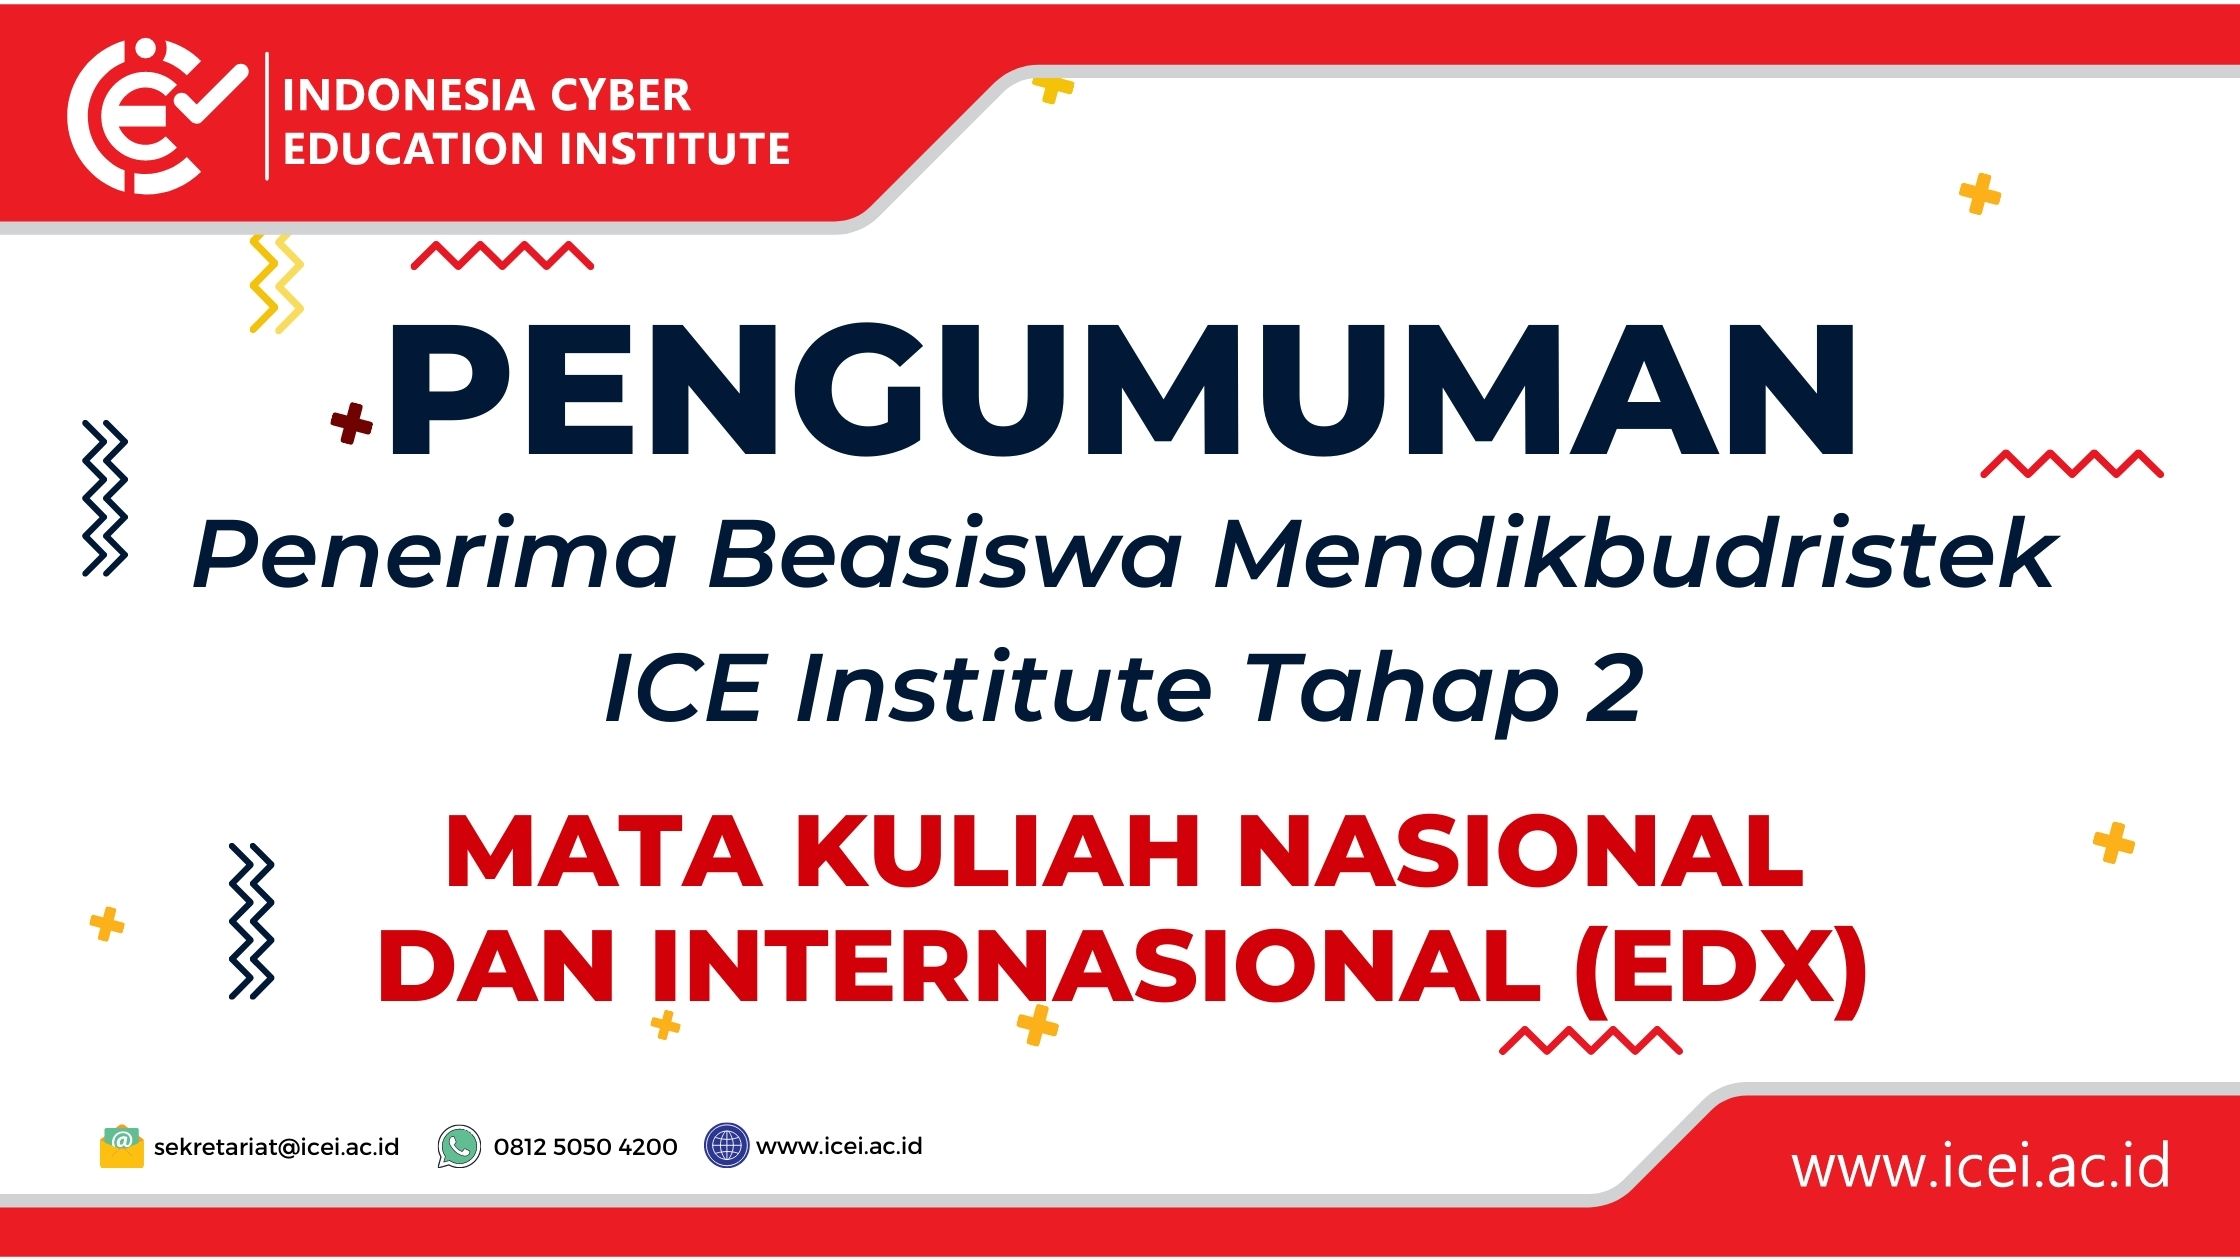 INDONESIA CYBER
EDUCATION INSTITUTE
PENGUMUMAN
Penerima Beasiswa Mendikbudristek
ICE Institute Tahap 2
MATA KULIAH NASIONAL
DAN INTERNASIONAL (EDX)
sekretariat@icei.ac.id 0812 5050 4200 www.icei.ac.id
www.icei.ac.id